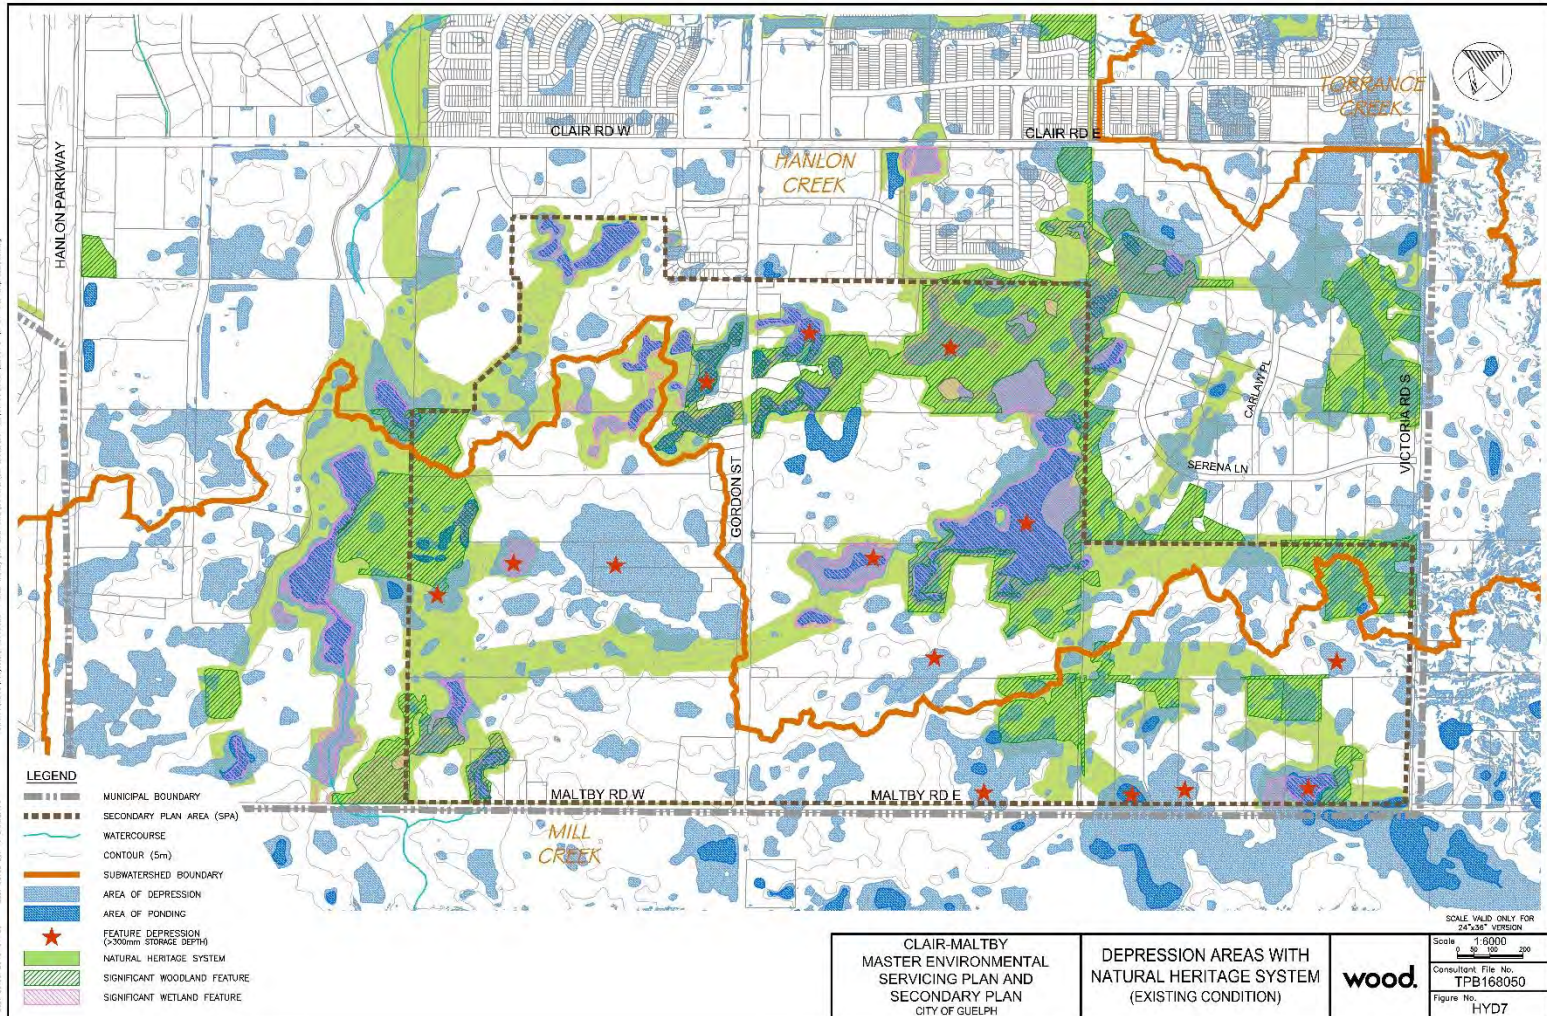 CLAIR RD W
CLAIR RD E
TORRANCE
CREEK
HANLON
CREEK
HANLON PARKWAY
GORDON ST
CARLAW PL
SERENA LN
VICTORIA RD S
MALTBY RD W
MALTBY RD E
MILL
CREEK
LEGEND
MUNICIPAL BOUNDARY
SECONDARY PLAN AREA (SPA)
WATERCOURSE
CONTOUR (5m)
SUBWATERSHED BOUNDARY
AREA OF DEPRESSION
AREA OF PONDING
FEATURE DEPRESSION
(>300mm STORAGE DEPTH)
NATURAL HERITAGE SYSTEM
SIGNIFICANT WOODLAND FEATURE
SIGNIFICANT WETLAND FEATURE
CLAIR-MALTBY
MASTER ENVIRONMENTAL
SERVICING PLAN AND
SECONDARY PLAN
CITY OF GUELPH
DEPRESSION AREAS WITH
NATURAL HERITAGE SYSTEM
(EXISTING CONDITION)
wood.
SCALE VALID ONLY FOR
24"x36" VERSION
Scale 1:6000
0 50 100 200
Consultant File No.
TPB168050
Figure No.
HYD7